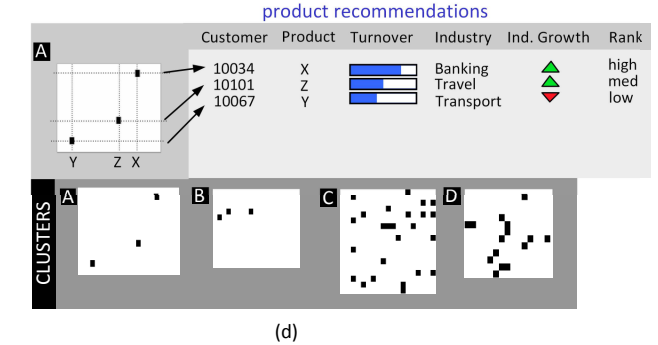 product recommendations
A
Customer Product Turnover Industry Ind. Growth Rank
10034 X Banking high
10101 Z Travel med
10067 Y Transport low
Y Z X
CLUSTERS
A B C D
(d)